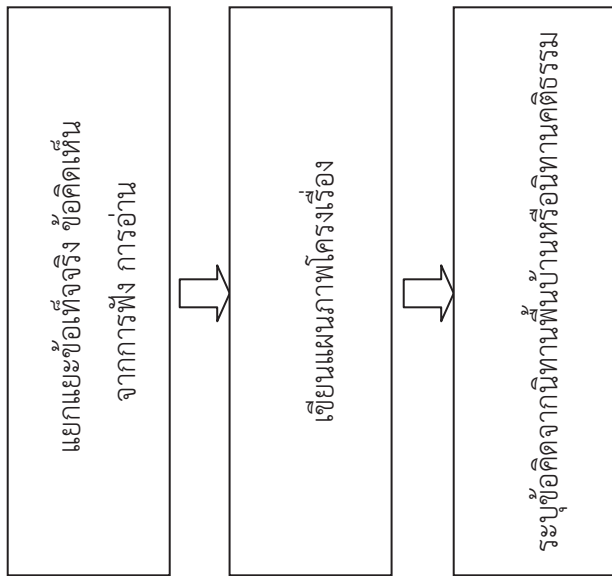 แยกแยะข้อเท็จจริง ข้อคิดเห็น
จากการฟัง การอ่าน
เขียนแผนภาพโครงเรื่อง
ระบุข้อคิดจากนิทานพื้นบ้านหรือนิทานคติธรรม